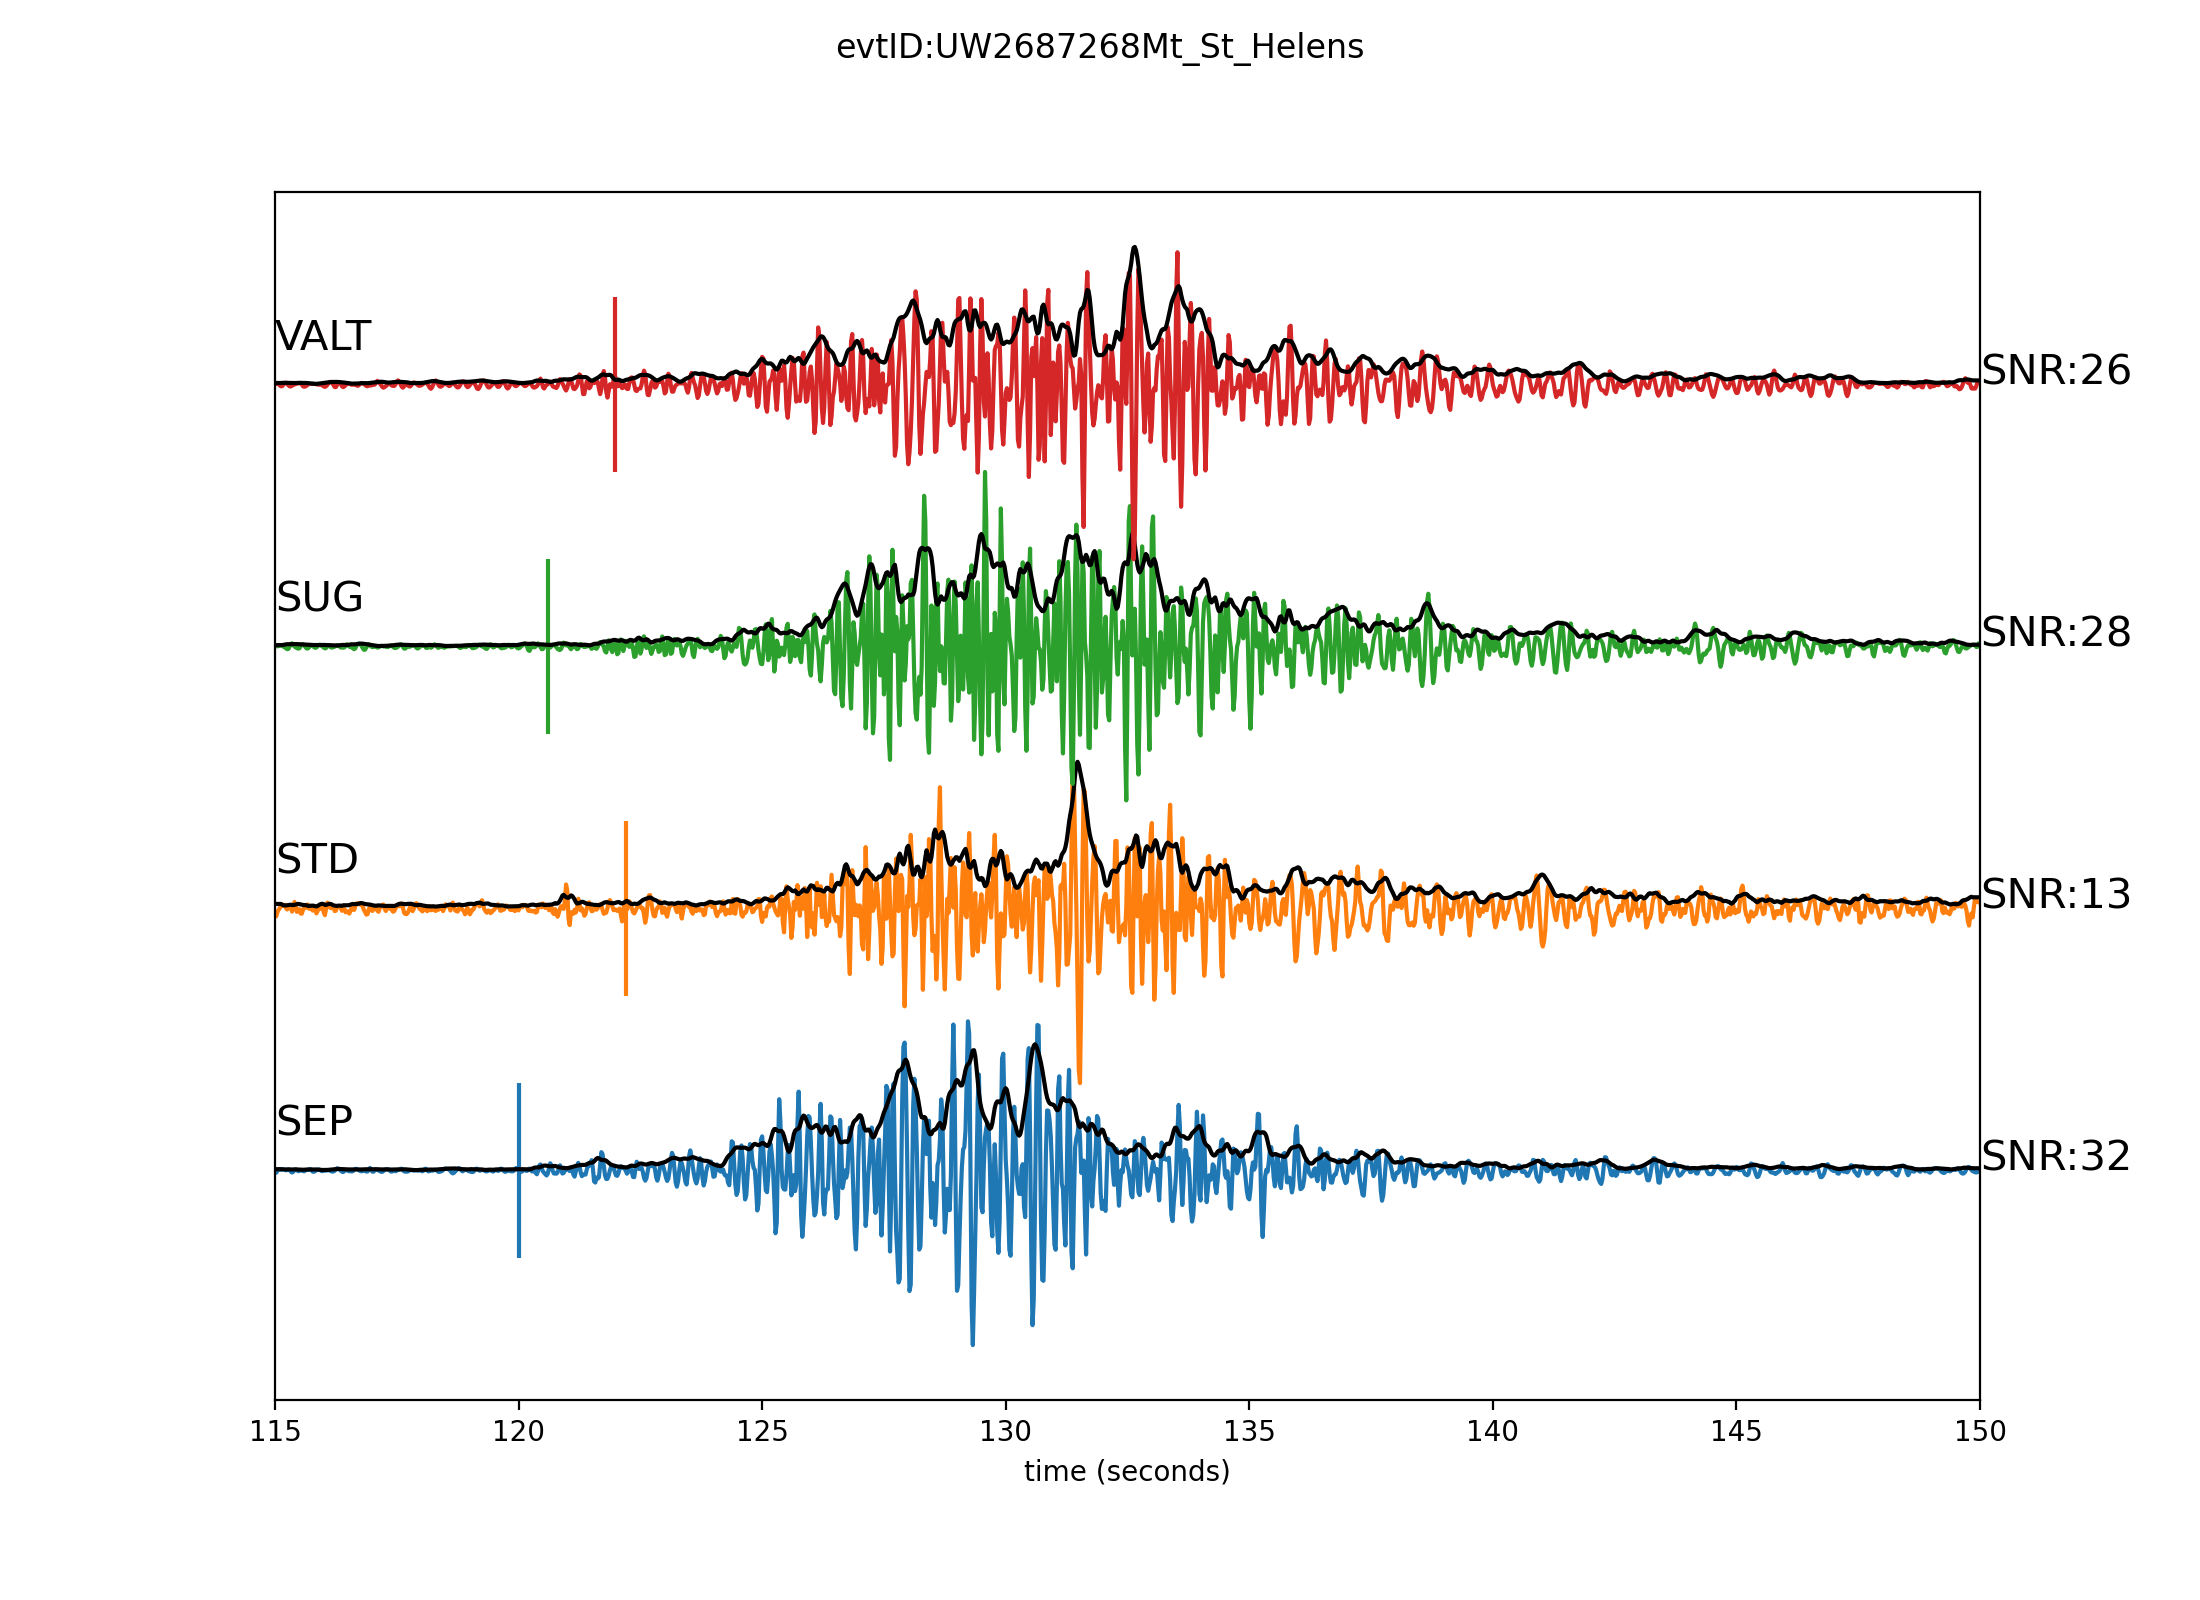 evtID:UW2687268Mt_St_Helens
VALT
SNR:26
SUG
SNR:28
STD
SNR:13
SEP
SNR:32
115 120 125 130 135 140 145 150
time (seconds)